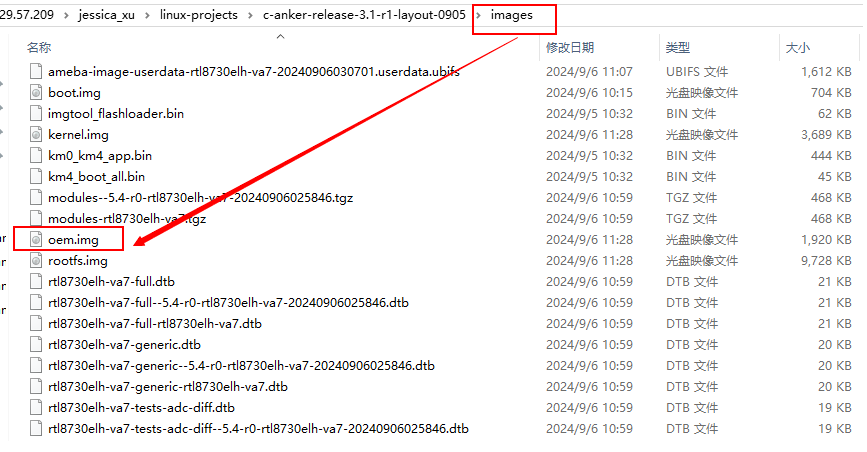 29.57.209 › jessica_xu › linux-projects › c-anker-release-3.1-r1-layout-0905 › images
名称 修改日期 类型 大小
ameba-image-userdata-rtl8730elh-va7-20240906030701.userdata.ubifs 2024/9/6 11:07 UBIFS 文件 1,612 KB
boot.img 2024/9/6 10:15 光盘映像文件 704 KB
imgtool_flashloader.bin 2024/9/5 10:32 BIN 文件 62 KB
kernel.img 2024/9/6 11:28 光盘映像文件 3,689 KB
km0_km4_app.bin 2024/9/5 10:32 BIN 文件 444 KB
km4_boot_all.bin 2024/9/5 10:32 BIN 文件 45 KB
modules--5.4-r0-rtl8730elh-va7-20240906025846.tgz 2024/9/6 10:59 TGZ 文件 468 KB
modules-rtl8730elh-va7.tgz 2024/9/6 10:59 TGZ 文件 468 KB
oem.img 2024/9/6 11:28 光盘映像文件 1,920 KB
rootfs.img 2024/9/6 11:28 光盘映像文件 9,728 KB
rtl8730elh-va7-full.dtb 2024/9/6 10:59 DTB 文件 21 KB
rtl8730elh-va7-full--5.4-r0-rtl8730elh-va7-20240906025846.dtb 2024/9/6 10:59 DTB 文件 21 KB
rtl8730elh-va7-full-rtl8730elh-va7.dtb 2024/9/6 10:59 DTB 文件 21 KB
rtl8730elh-va7-generic.dtb 2024/9/6 10:59 DTB 文件 20 KB
rtl8730elh-va7-generic--5.4-r0-rtl8730elh-va7-20240906025846.dtb 2024/9/6 10:59 DTB 文件 20 KB
rtl8730elh-va7-generic-rtl8730elh-va7.dtb 2024/9/6 10:59 DTB 文件 20 KB
rtl8730elh-va7-tests-adc-diff.dtb 2024/9/6 10:59 DTB 文件 19 KB
rtl8730elh-va7-tests-adc-diff--5.4-r0-rtl8730elh-va7-20240906025846.dtb 2024/9/6 10:59 DTB 文件 19 KB